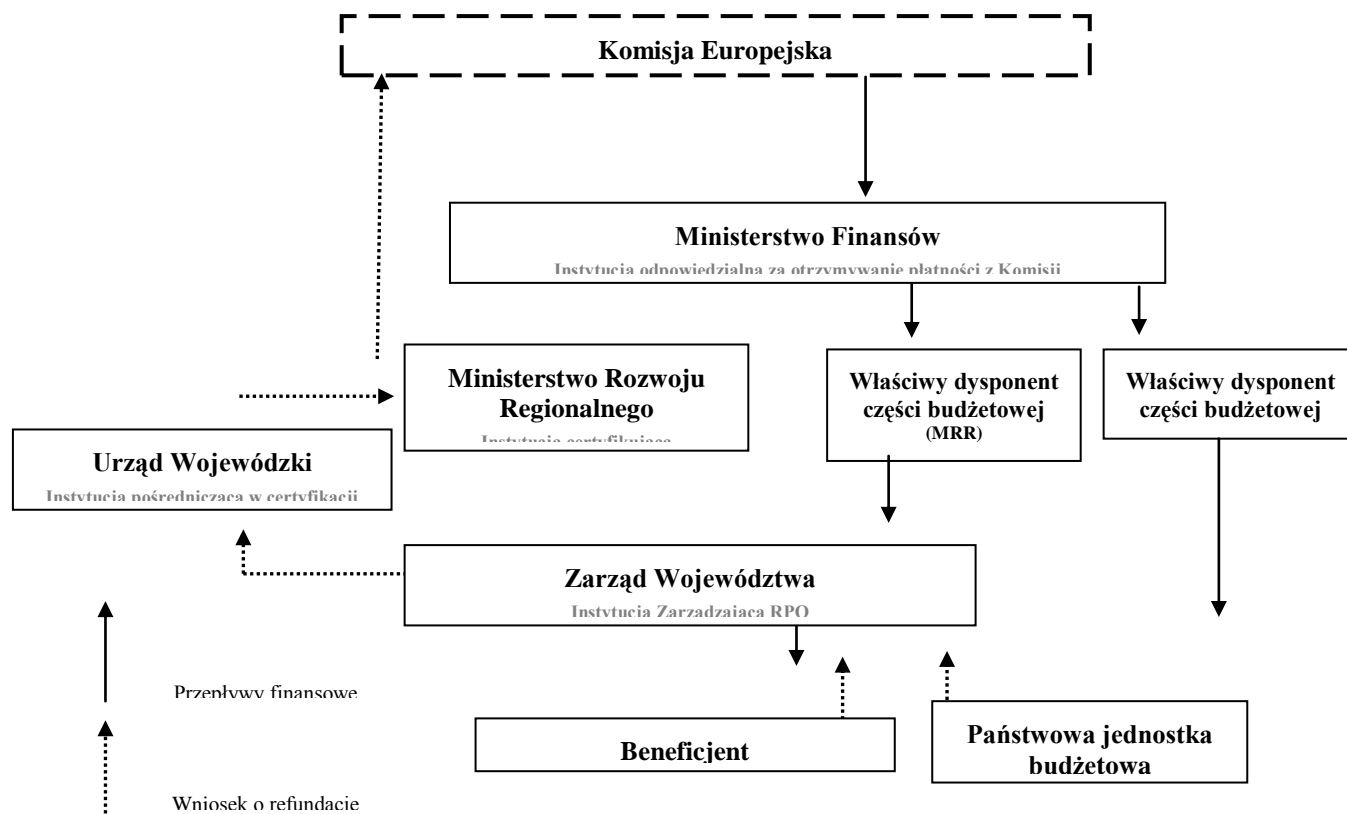 Komisja Europejska
Ministerstwo Finansów
Instytucja odpowiedzialna za otrzymywanie płatności z Komisji
Ministerstwo Rozwoju
Regionalnego
Instytucja certyfikująca
Właściwy dysponent
części budżetowej
(MRR)
Właściwy dysponent
części budżetowej
Urząd Wojewódzki
Instytucja pośrednicząca w certyfikacji
Zarząd Województwa
Instytucja Zarządzająca RPO
Przepływy finansowe
Beneficjent
Państwowa jednostka
budżetowa
Wniosek o refundację